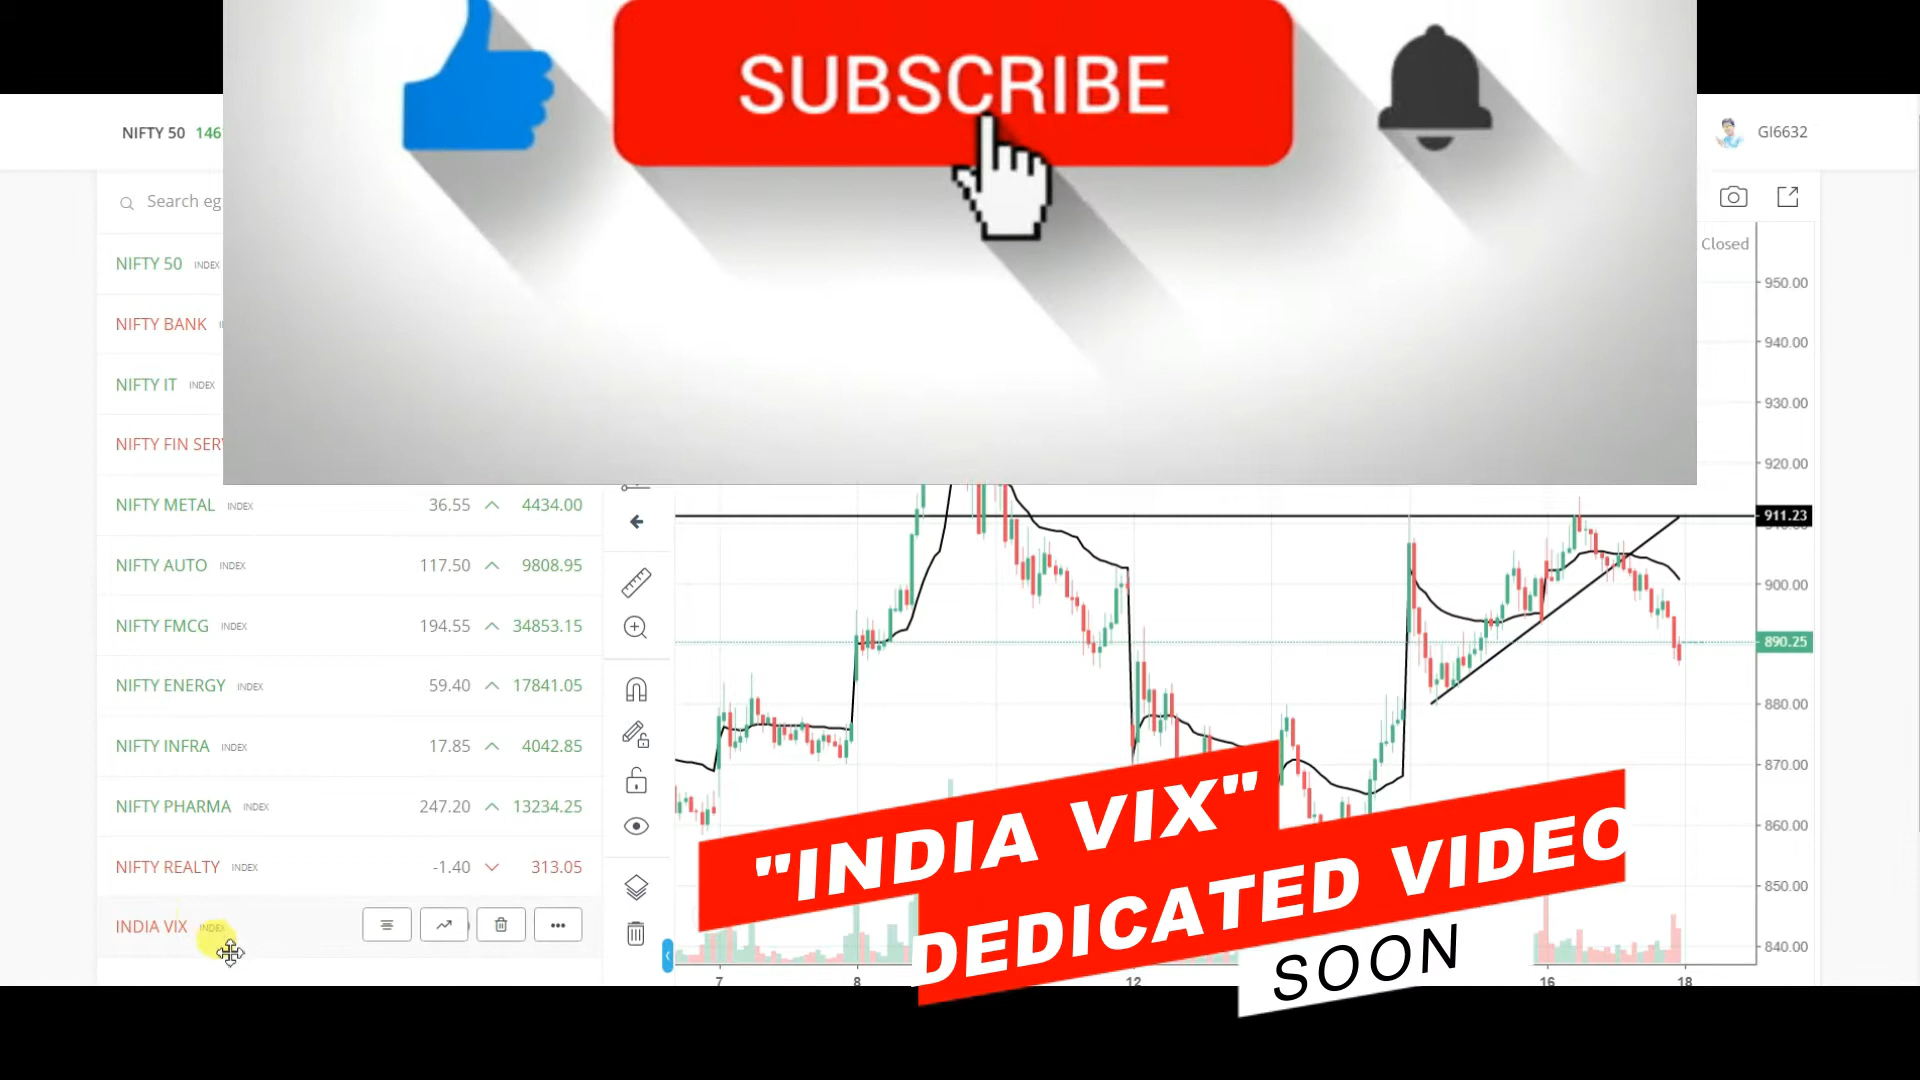 SUBSCRIBE
NIFTY 50 146
GI6632
Search eg
Closed
NIFTY 50 INDEX
NIFTY BANK
NIFTY IT INDEX
NIFTY FIN SER
NIFTY METAL INDEX 36.55 4434.00
NIFTY AUTO INDEX 117.50 9808.95
NIFTY FMCG INDEX 194.55 34853.15
NIFTY ENERGY INDEX 59.40 17841.05
NIFTY INFRA INDEX 17.85 4042.85
NIFTY PHARMA INDEX 247.20 13234.25
NIFTY REALTY INDEX -1.40 313.05
INDIA VIX INDEX
950.00
940.00
930.00
920.00
911.23
900.00
890.25
880.00
870.00
860.00
850.00
840.00
7 8 12 16 18
"INDIA VIX"
DEDICATED VIDEO
SOON